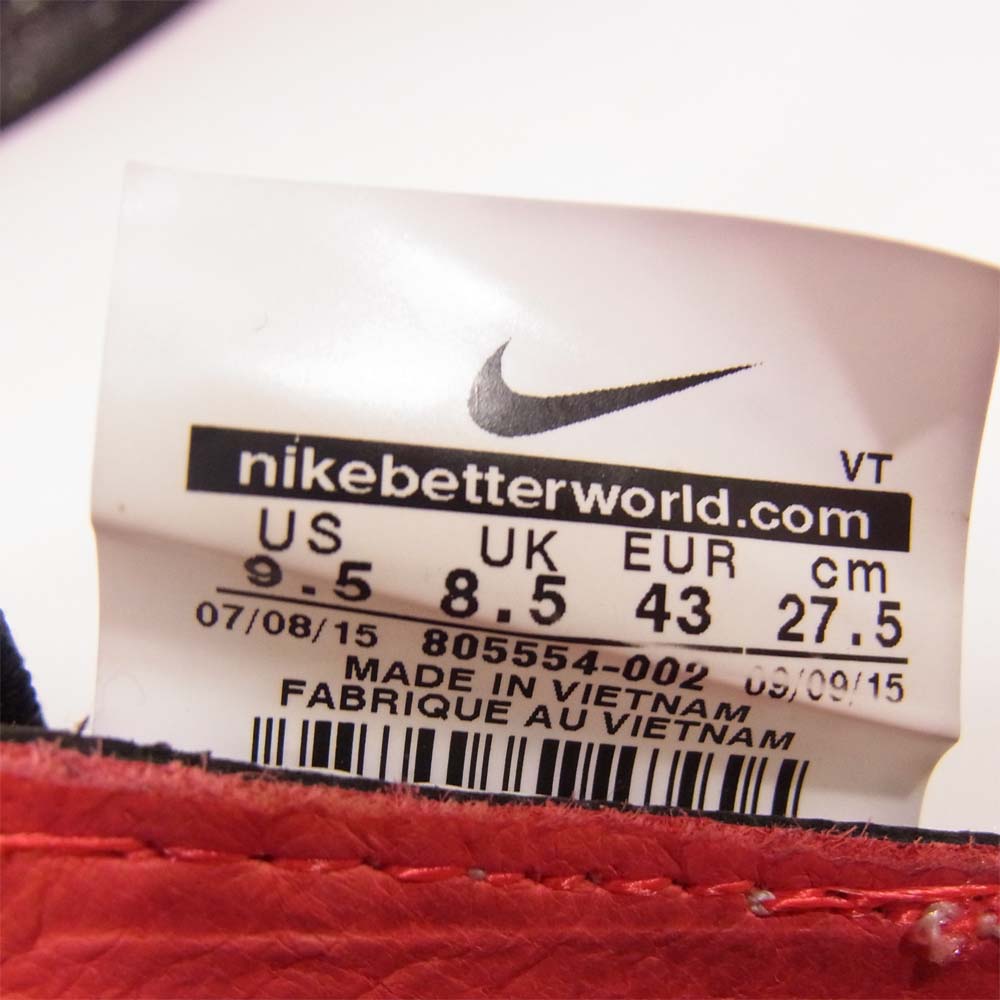 VT
nikebetterworld.com
US UK EUR cm
9.5 8.5 43 27.5
07/08/15 805554-002 09/09/15
MADE IN VIETNAM
FABRIQUE AU VIETNAM